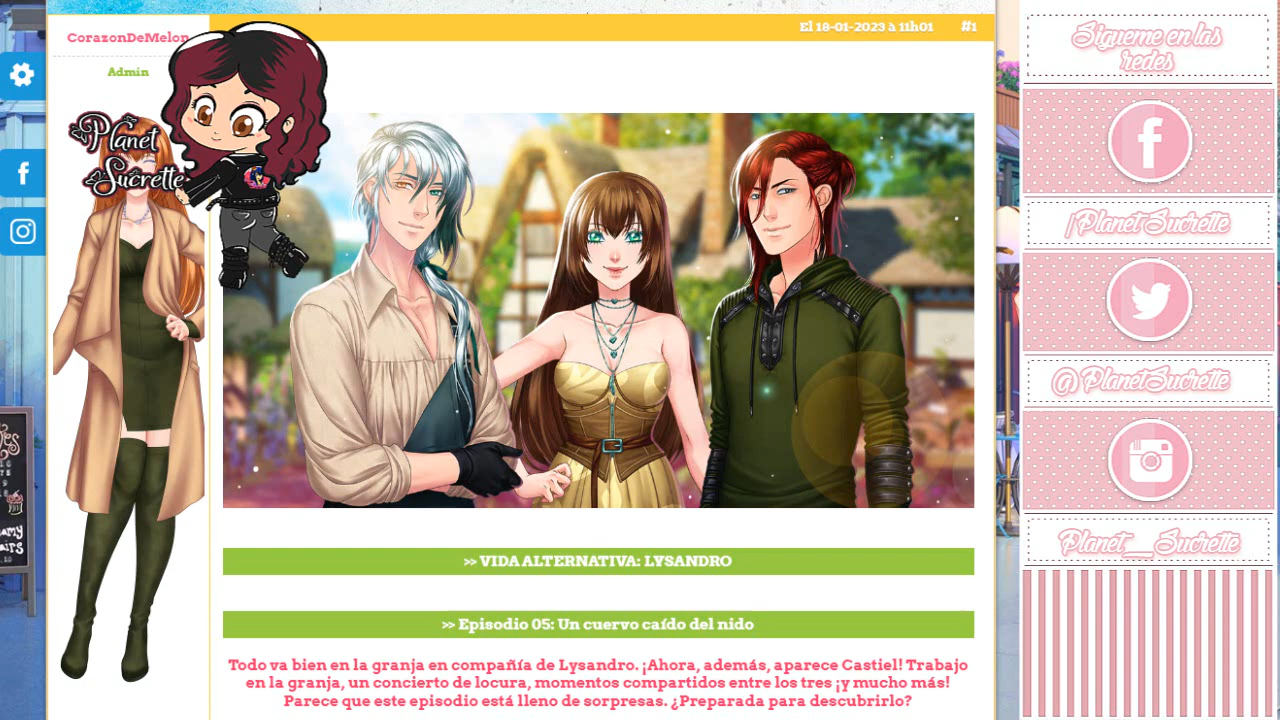 CorazonDeMelon
Admin
Planet
Sucrette
El 18-01-2023 à 11h01
#1
>> VIDA ALTERNATIVA: LYSANDRO
>> Episodio 05: Un cuervo caído del nido
Todo va bien en la granja en compañía de Lysandro. ¡Ahora, además, aparece Castiel! Trabajo
en la granja, un concierto de locura, momentos compartidos entre los tres ¡y mucho más!
Parece que este episodio está lleno de sorpresas. ¿Preparada para descubrirlo?
Sigueme en las
redes
/PlanetSucrette
@PlanetSucrette
Planet__Sucrette